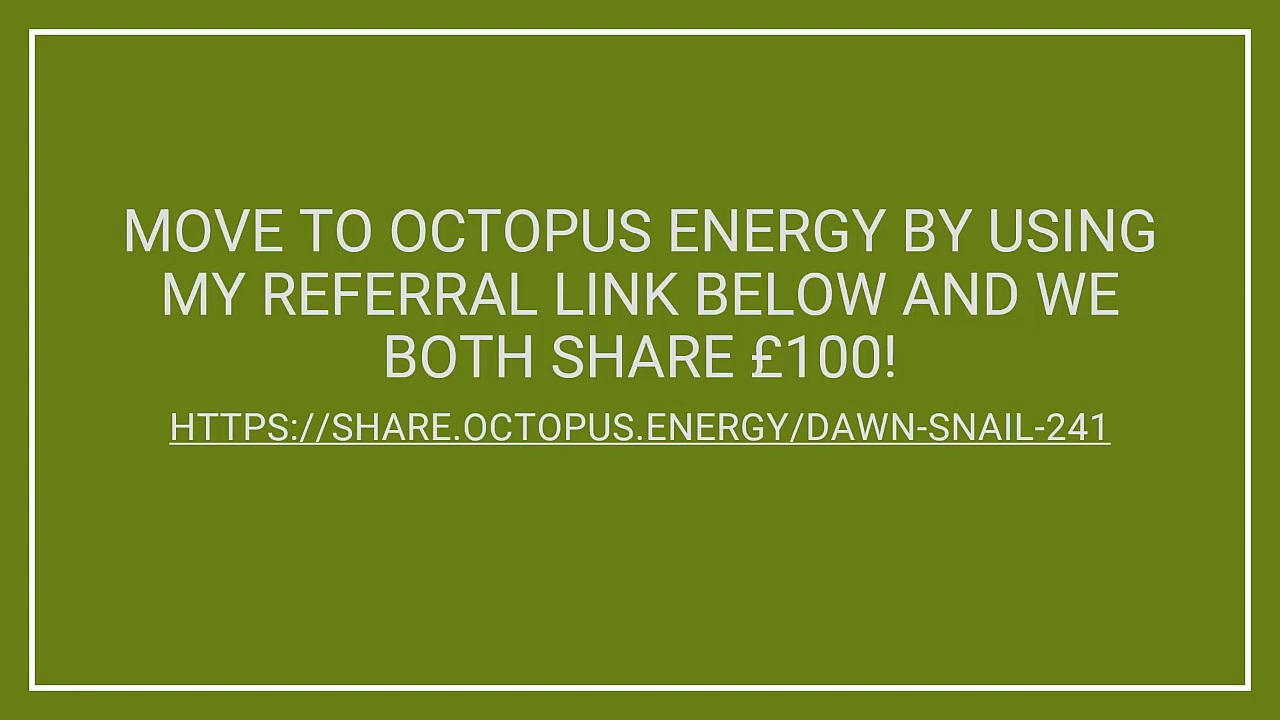 MOVE TO OCTOPUS ENERGY BY USING
MY REFERRAL LINK BELOW AND WE
BOTH SHARE £100!
HTTPS://SHARE.OCTOPUS.ENERGY/DAWN-SNAIL-241